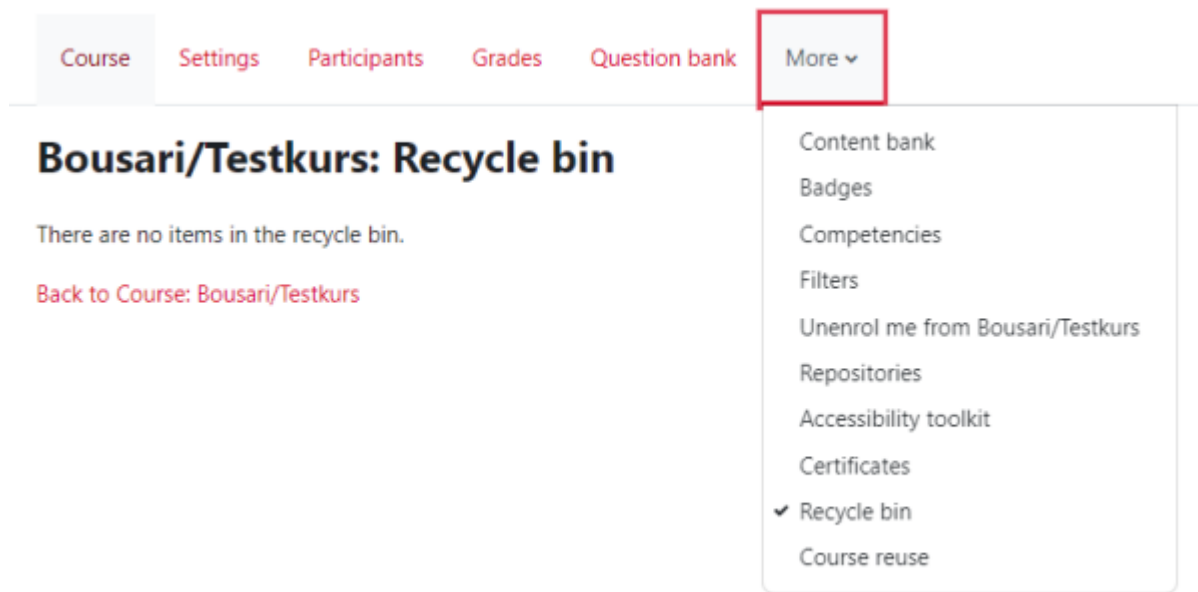 Course Settings Participants Grades Question bank More
Bousari/Testkurs: Recycle bin
There are no items in the recycle bin.
Back to Course: Bousari/Testkurs
Content bank
Badges
Competencies
Filters
Unenrol me from Bousari/Testkurs
Repositories
Accessibility toolkit
Certificates
Recycle bin
Course reuse